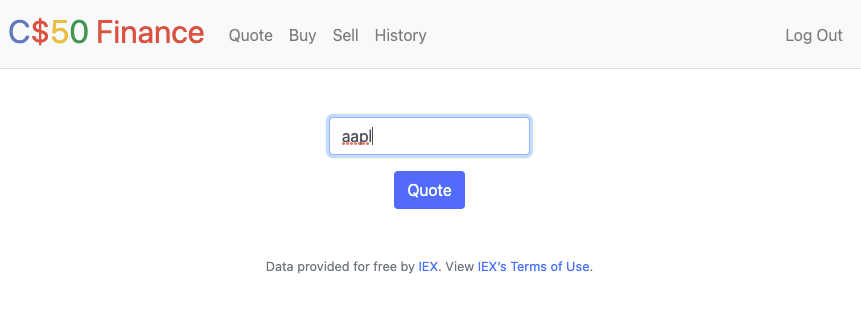 C$50 Finance Quote Buy Sell History Log Out
aapl
Quote
Data provided for free by IEX. View IEX’s Terms of Use.